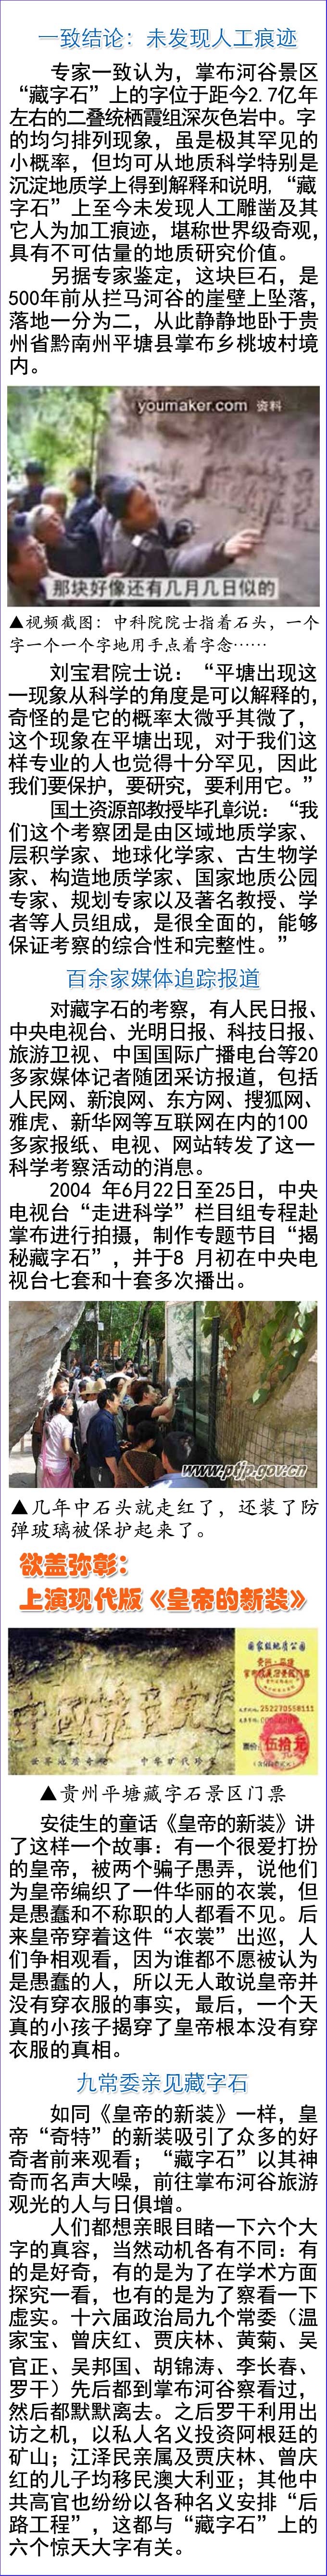 一致结论：未发现人工痕迹
专家一致认为，掌布河谷景区
“藏字石”上的字位于距今2.7亿年
左右的二叠统栖霞组深灰色岩中。字
的均匀排列现象，虽是极其罕见的
小概率，但均可从地质科学特别是
沉淀地质学上得到解释和说明，“藏
字石”上至今未发现人工雕凿及其
它人为加工痕迹，堪称世界级奇观，
具有不可估量的地质研究价值。
另据专家鉴定，这块巨石，是
500年前从拦马河谷的崖壁上坠落，
落地一分为二，从此静静地卧于贵
州省黔南州平塘县掌布乡桃坡村境
内。
youmaker.com 资料
那块好像还有几月几日似的
▲视频截图：中科院院士指着石头，一个
字一个一个字地用手点着字念……
刘宝君院士说：“平塘出现这
一现象从科学的角度是可以解释的，
奇怪的是它的概率太微乎其微了，
这个现象在平塘出现，对于我们这
样专业的人也觉得十分罕见，因此
我们要保护，要研究，要利用它。”
国土资源部教授毕孔彰说：“我
们这个考察团是由区域地质学家、
层积学家、地球化学家、古生物学
家、构造地质学家、国家地质公园
专家、规划专家以及著名教授、学
者等人员组成，是很全面的，能够
保证考察的综合性和完整性。”
百余家媒体追踪报道
对藏字石的考察，有人民日报、
中央电视台、光明日报、科技日报、
旅游卫视、中国国际广播电台等20
多家媒体记者随团采访报道，包括
人民网、新浪网、东方网、搜狐网、
雅虎、新华网等互联网在内的100
多家报纸、电视、网站转发了这一
科学考察活动的消息。
2004 年6月22日至25日，中央
电视台“走进科学”栏目组专程赴
掌布进行拍摄，制作专题节目“揭
秘藏字石”，并于8 月初在中央电
视台七套和十套多次播出。
www.ptjp.gov.cn
▲几年中石头就走红了，还装了防
弹玻璃被保护起来了。
欲盖弥彰：
上演现代版《皇帝的新装》
国家级地质公园
贵州·平塘
252270558111
伍拾元
世界地质奇观 中华旷代珍宝
▲贵州平塘藏字石景区门票
安徒生的童话《皇帝的新装》讲
了这样一个故事：有一个很爱打扮
的皇帝，被两个骗子愚弄，说他们
为皇帝编织了一件华丽的衣裳，但
是愚蠢和不称职的人都看不见。后
来皇帝穿着这件“衣裳”出巡，人
们争相观看，因为谁都不愿被认为
是愚蠢的人，所以无人敢说皇帝并
没有穿衣服的事实，最后，一个天
真的小孩子揭穿了皇帝根本没有穿
衣服的真相。
九常委亲见藏字石
如同《皇帝的新装》一样，皇
帝“奇特”的新装吸引了众多的好
奇者前来观看；“藏字石”以其神
奇而名声大噪，前往掌布河谷旅游
观光的人与日俱增。
人们都想亲眼目睹一下六个大
字的真容，当然动机各有不同：有
的是好奇，有的是为了在学术方面
探究一看，也有的是为了察看一下
虚实。十六届政治局九个常委（温
家宝、曾庆红、贾庆林、黄菊、吴
官正、吴邦国、胡锦涛、李长春、
罗干）先后都到掌布河谷察看过，
然后都默默离去。之后罗干利用出
访之机，以私人名义投资阿根廷的
矿山；江泽民亲属及贾庆林、曾庆
红的儿子均移民澳大利亚；其他中
共高官也纷纷以各种名义安排“后
路工程”，这都与“藏字石”上的
六个惊天大字有关。